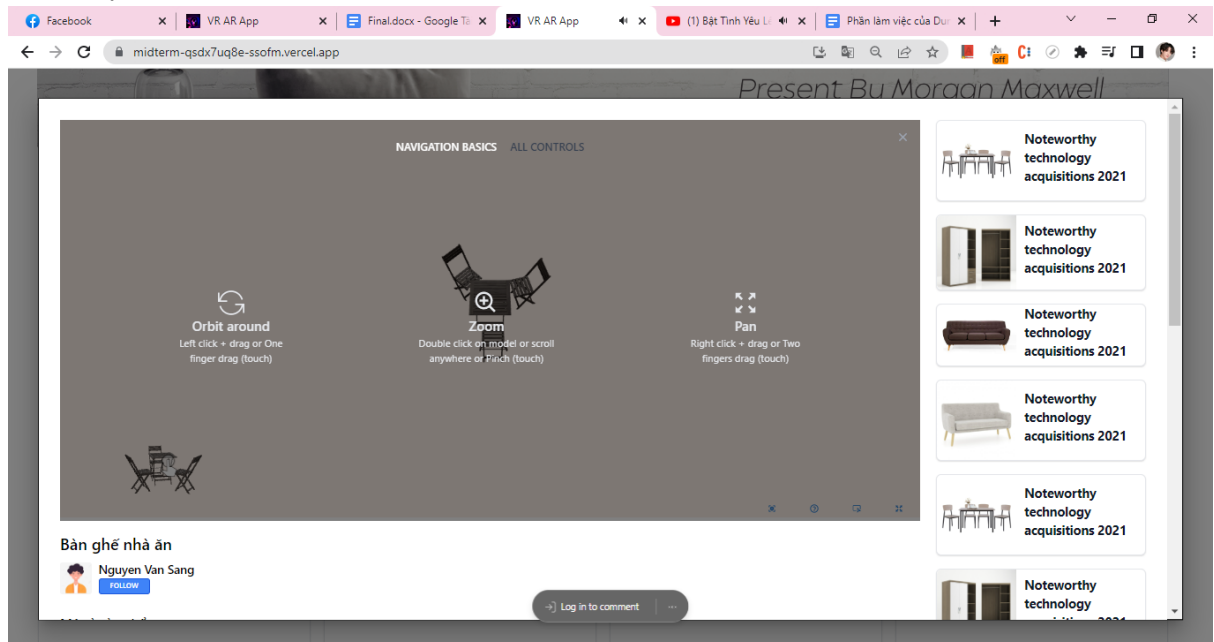 Facebook
VR AR App
Final.docx - Google Tà
VR AR App
(1) Bật Tình Yêu Lê
Phần làm việc của Dun
midterm-qsdx7uq8e-ssofm.vercel.app
off
Present Bu Morgan Maxwell
NAVIGATION BASICS ALL CONTROLS
Orbit around
Left click + drag or One
finger drag (touch)
Zoom
Double click on model or scroll
anywhere or Pinch (touch)
Pan
Right click + drag or Two
fingers drag (touch)
Bàn ghế nhà ăn
Nguyen Van Sang
FOLLOW
Log in to comment
Noteworthy
technology
acquisitions 2021
Noteworthy
technology
acquisitions 2021
Noteworthy
technology
acquisitions 2021
Noteworthy
technology
acquisitions 2021
Noteworthy
technology
acquisitions 2021
Noteworthy
technology